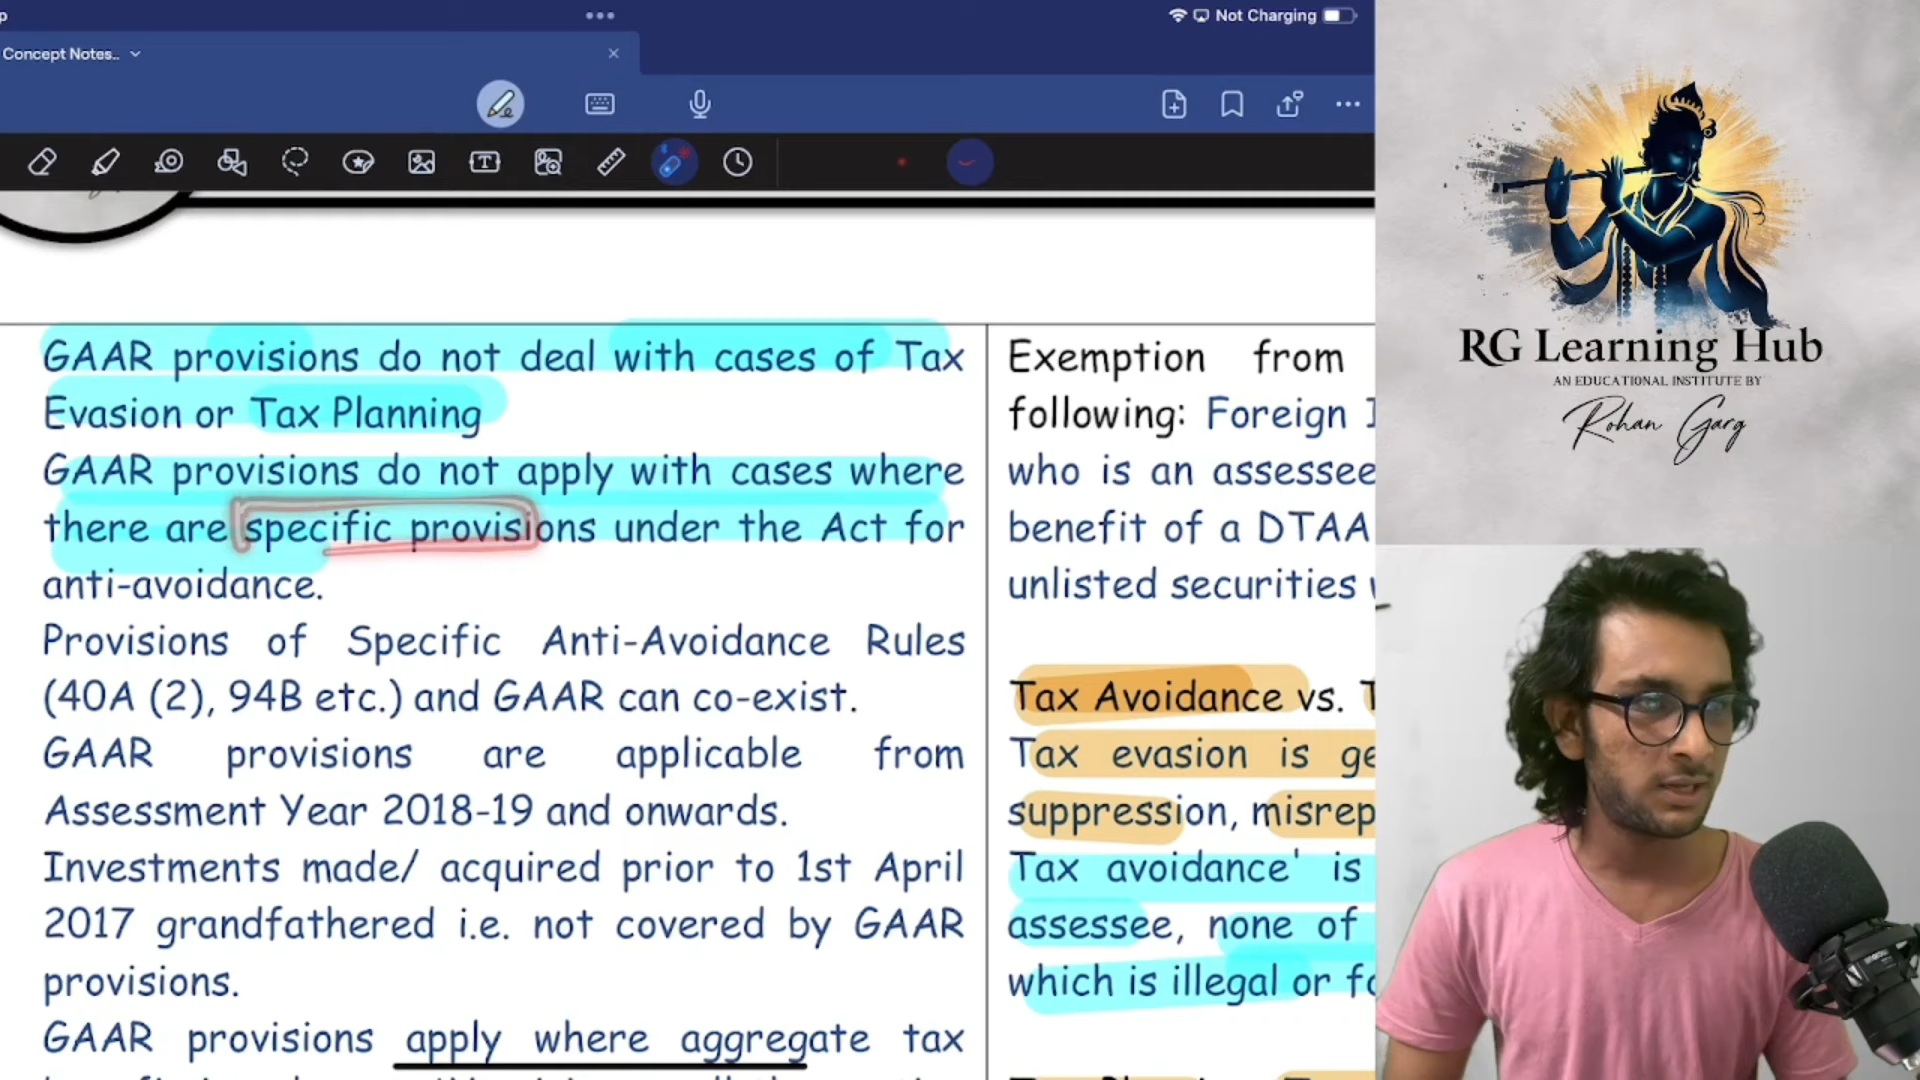 Not Charging
Concept Notes..
GAAR provisions do not deal with cases of Tax
Evasion or Tax Planning
GAAR provisions do not apply with cases where
there are specific provisions under the Act for
anti-avoidance.
Provisions of Specific Anti-Avoidance Rules
(40A (2), 94B etc.) and GAAR can co-exist.
GAAR provisions are applicable from
Assessment Year 2018-19 and onwards.
Investments made/ acquired prior to 1st April
2017 grandfathered i.e. not covered by GAAR
provisions.
GAAR provisions apply where aggregate tax
Exemption from
following: Foreign
who is an assessee
benefit of a DTAA
unlisted securities
Tax Avoidance vs.
Tax evasion is ge
suppression, misrep
Tax avoidance' is
assessee, none of
which is illegal or fo
RG Learning Hub
AN EDUCATIONAL INSTITUTE BY
Rohan Garg